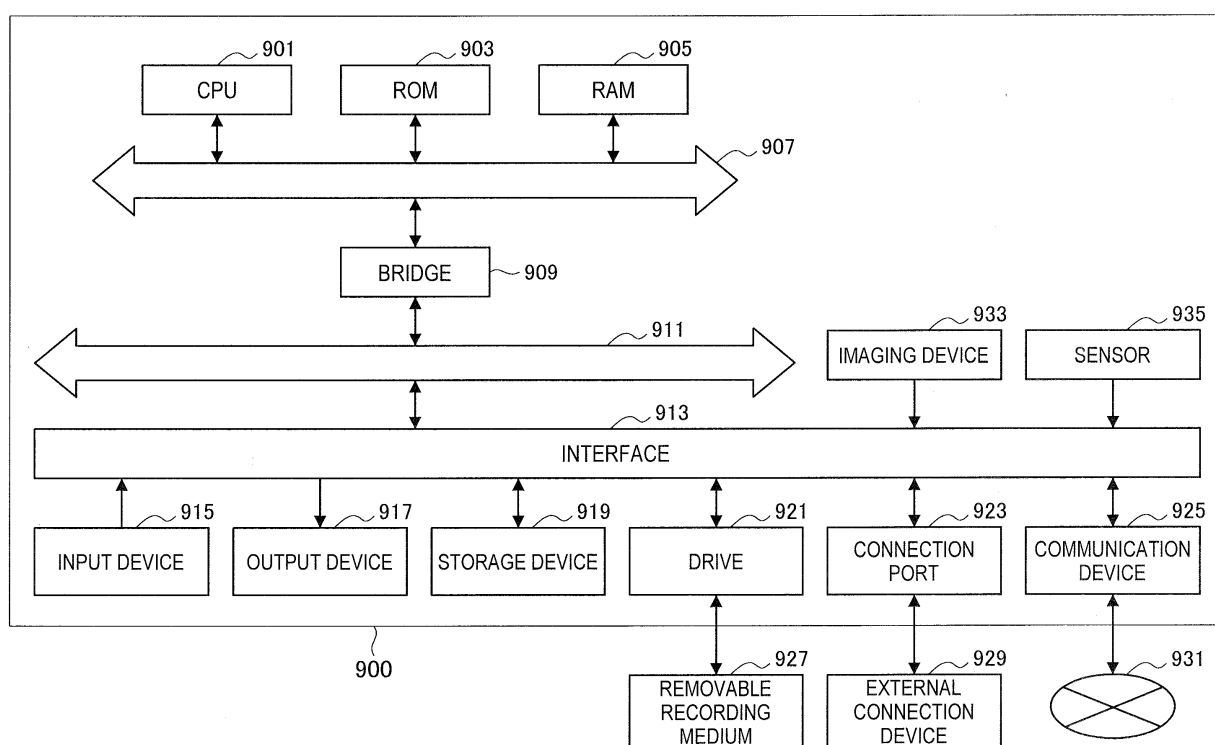 901
903
905
CPU
ROM
RAM
907
BRIDGE
909
911
933
935
IMAGING DEVICE
SENSOR
913
INTERFACE
915
917
919
921
923
925
INPUT DEVICE
OUTPUT DEVICE
STORAGE DEVICE
DRIVE
CONNECTION
PORT
COMMUNICATION
DEVICE
900
927
929
931
REMOVABLE
RECORDING
MEDIUM
EXTERNAL
CONNECTION
DEVICE